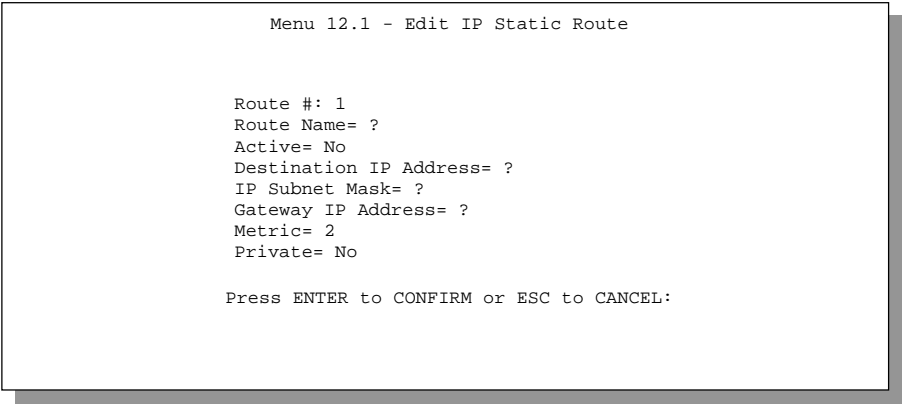 Menu 12.1 - Edit IP Static Route
Route #: 1
Route Name= ?
Active= No
Destination IP Address= ?
IP Subnet Mask= ?
Gateway IP Address= ?
Metric= 2
Private= No
Press ENTER to CONFIRM or ESC to CANCEL: